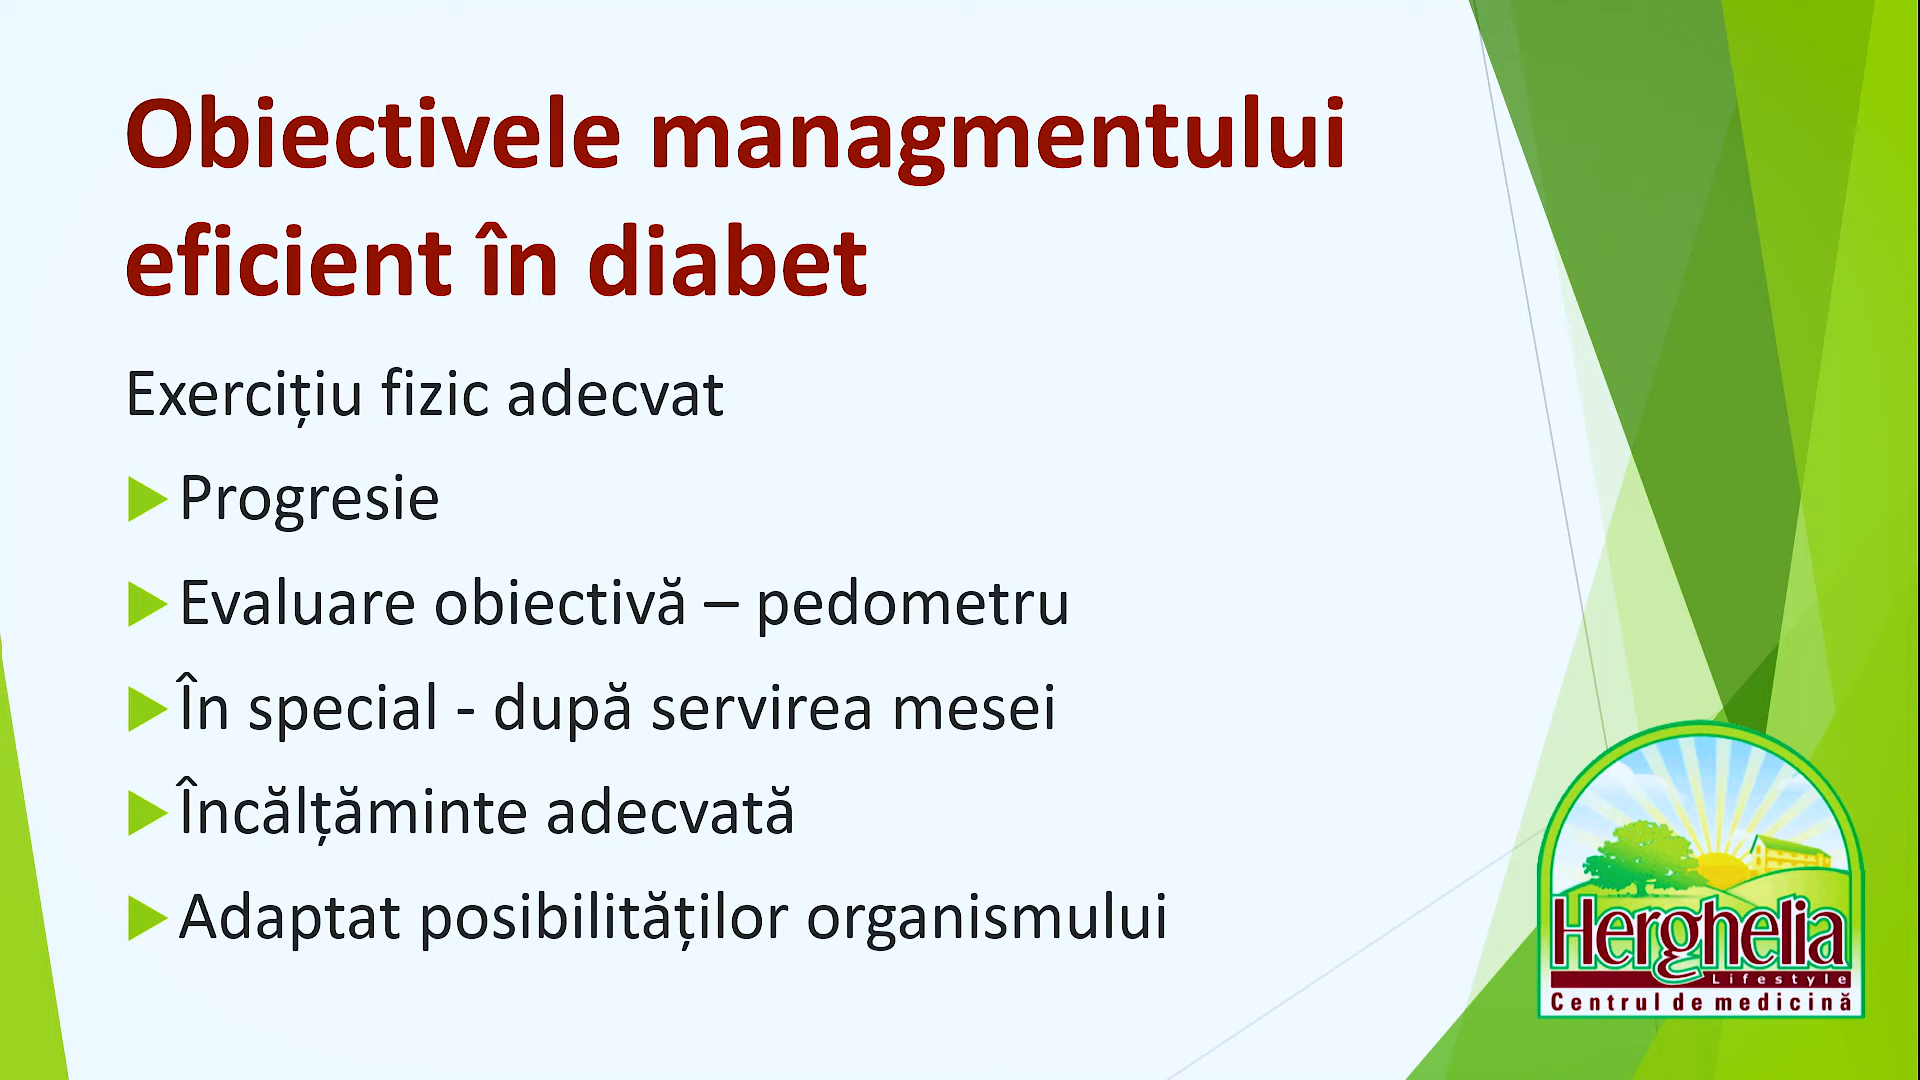 Obiectivele managmentului
eficient în diabet
Exercițiu fizic adecvat
Progresie
Evaluare obiectivă – pedometru
În special - după servirea mesei
Încălțăminte adecvată
Adaptat posibilităților organismului
Herghelia
Lifestyle
Centrul de medicină